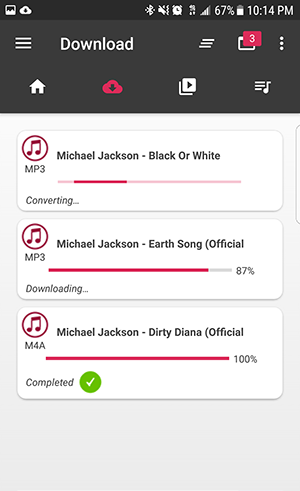 67% 10:14 PM
Download
3
Michael Jackson - Black Or White
MP3
Converting...
Michael Jackson - Earth Song (Official
MP3
87%
Downloading...
Michael Jackson - Dirty Diana (Official
M4A
100%
Completed